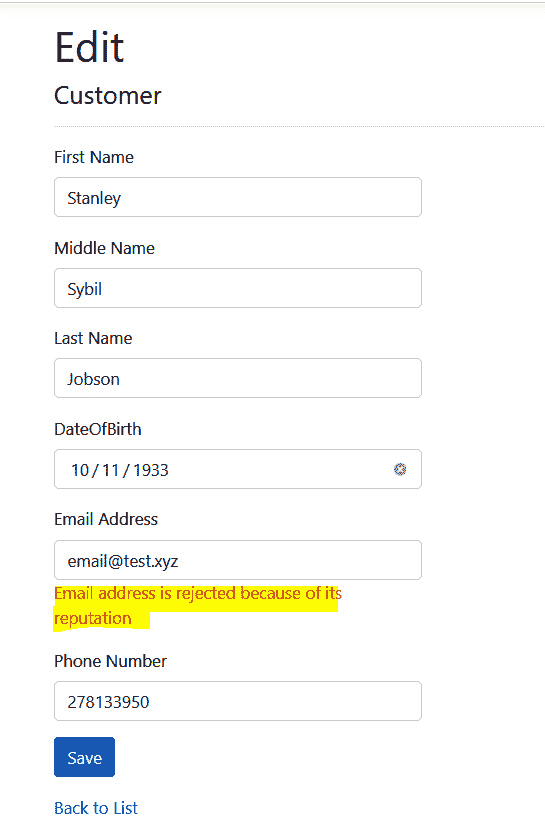 Edit
Customer
First Name
Stanley
Middle Name
Sybil
Last Name
Jobson
DateOfBirth
10 / 11 / 1933
Email Address
email@test.xyz
Email address is rejected because of its
reputation
Phone Number
278133950
Save
Back to List